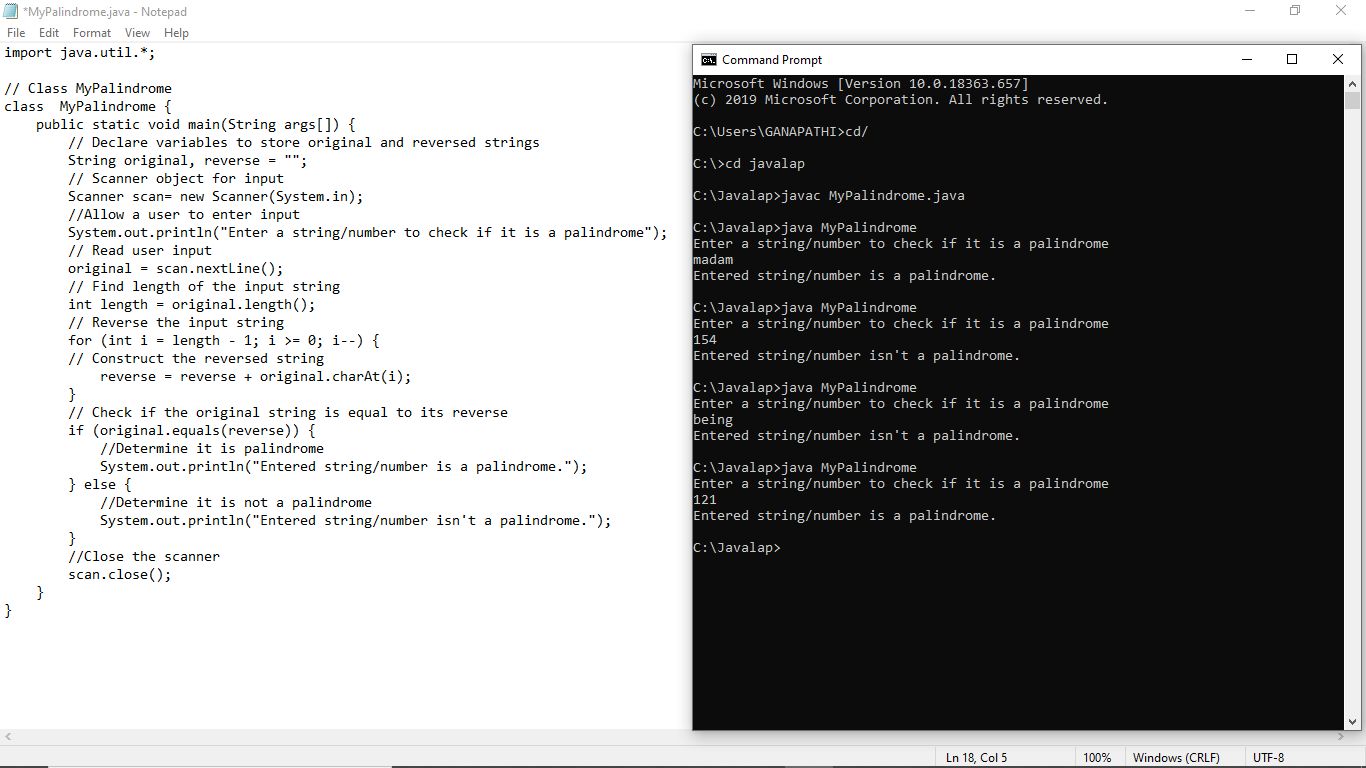 *MyPalindrome.java - Notepad
File Edit Format View Help
import java.util.*;
// Class MyPalindrome
class  MyPalindrome {
    public static void main(String args[]) {
        // Declare variables to store original and reversed strings
        String original, reverse = "";
        // Scanner object for input
        Scanner scan= new Scanner(System.in);
        //Allow a user to enter input
        System.out.println("Enter a string/number to check if it is a palindrome");
        // Read user input
        original = scan.nextLine();
        // Find length of the input string
        int length = original.length();
        // Reverse the input string
        for (int i = length - 1; i >= 0; i--) {
        // Construct the reversed string
            reverse = reverse + original.charAt(i);
        }
        // Check if the original string is equal to its reverse
        if (original.equals(reverse)) {
            //Determine it is palindrome
            System.out.println("Entered string/number is a palindrome.");
        } else {
            //Determine it is not a palindrome
            System.out.println("Entered string/number isn't a palindrome.");
        }
        //Close the scanner
        scan.close();
    }
}
Command Prompt
Microsoft Windows [Version 10.0.18363.657]
(c) 2019 Microsoft Corporation. All rights reserved.
C:\Users\GANAPATHI>cd/
C:\>cd javalap
C:\Javalap>javac MyPalindrome.java
C:\Javalap>java MyPalindrome
Enter a string/number to check if it is a palindrome
madam
Entered string/number is a palindrome.
C:\Javalap>java MyPalindrome
Enter a string/number to check if it is a palindrome
154
Entered string/number isn't a palindrome.
C:\Javalap>java MyPalindrome
Enter a string/number to check if it is a palindrome
being
Entered string/number isn't a palindrome.
C:\Javalap>java MyPalindrome
Enter a string/number to check if it is a palindrome
121
Entered string/number is a palindrome.
C:\Javalap>
Ln 18, Col 5 100% Windows (CRLF) UTF-8